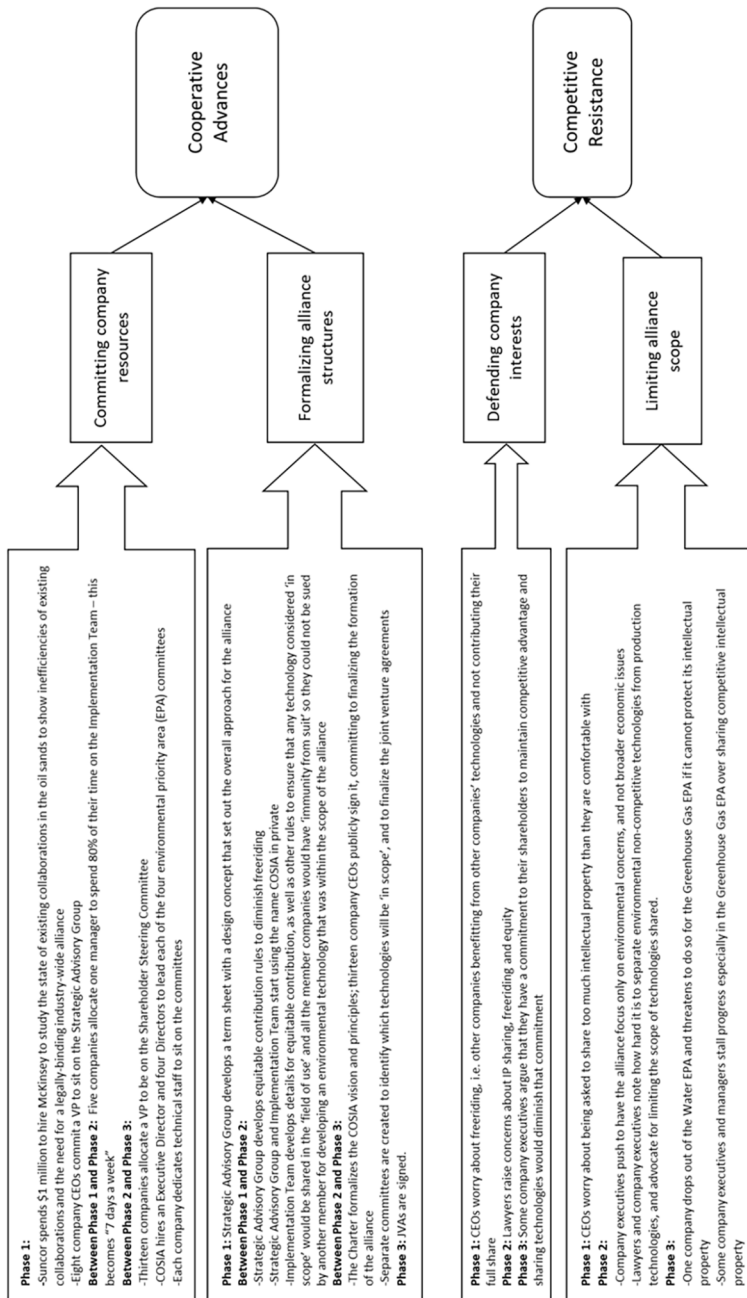 Phase 1:
-Suncor spends $1 million to hire McKinsey to study the state of existing collaborations in the oil sands to show inefficiencies of existing
collaborations and the need for a legally-binding industry-wide alliance
-Eight company CEOs commit a VP to sit on the Strategic Advisory Group
Between Phase 1 and Phase 2: Five companies allocate one manager to spend 80% of their time on the Implementation Team – this
becomes "7 days a week"
Between Phase 2 and Phase 3:
-Thirteen companies allocate a VP to be on the Shareholder Steering Committee
-COSIA hires an Executive Director and four Directors to lead each of the four environmental priority area (EPA) committees
-Each company dedicates technical staff to sit on the committees
Committing company
resources
Phase 1: Strategic Advisory Group develops a term sheet with a design concept that set out the overall approach for the alliance
Between Phase 1 and Phase 2:
-Strategic Advisory Group develops equitable contribution rules to diminish freeriding
-Strategic Advisory Group and Implementation Team start using the name COSIA in private
-Implementation Team develops details for equitable contribution, as well as other rules to ensure that any technology considered 'in
scope' would be shared in the 'field of use' and all the member companies would have 'immunity from suit' so they could not be sued
by another member for developing an environmental technology that was within the scope of the alliance
Between Phase 2 and Phase 3:
-The Charter formalizes the COSIA vision and principles; thirteen company CEOs publicly sign it, committing to finalizing the formation
of the alliance
-Separate committees are created to identify which technologies will be 'in scope', and to finalize the joint venture agreements
Phase 3: JVAs are signed.
Formalizing alliance
structures
Cooperative
Advances
Phase 1: CEOs worry about freeriding, i.e. other companies benefitting from other companies' technologies and not contributing their
full share
Phase 2: Lawyers raise concerns about IP sharing, freeriding and equity
Phase 3: Some company executives argue that they have a commitment to their shareholders to maintain competitive advantage and
sharing technologies would diminish that commitment
Defending company
interests
Phase 1: CEOs worry about being asked to share too much intellectual property than they are comfortable with
Phase 2:
-Company executives push to have the alliance focus only on environmental concerns, and not broader economic issues
-Lawyers and company executives note how hard it is to separate environmental non-competitive technologies from production
technologies, and advocate for limiting the scope of technologies shared.
Phase 3:
-One company drops out of the Water EPA and threatens to do so for the Greenhouse Gas EPA if it cannot protect its intellectual
property
-Some company executives and managers stall progress especially in the Greenhouse Gas EPA over sharing competitive intellectual
property
Limiting alliance
scope
Competitive
Resistance